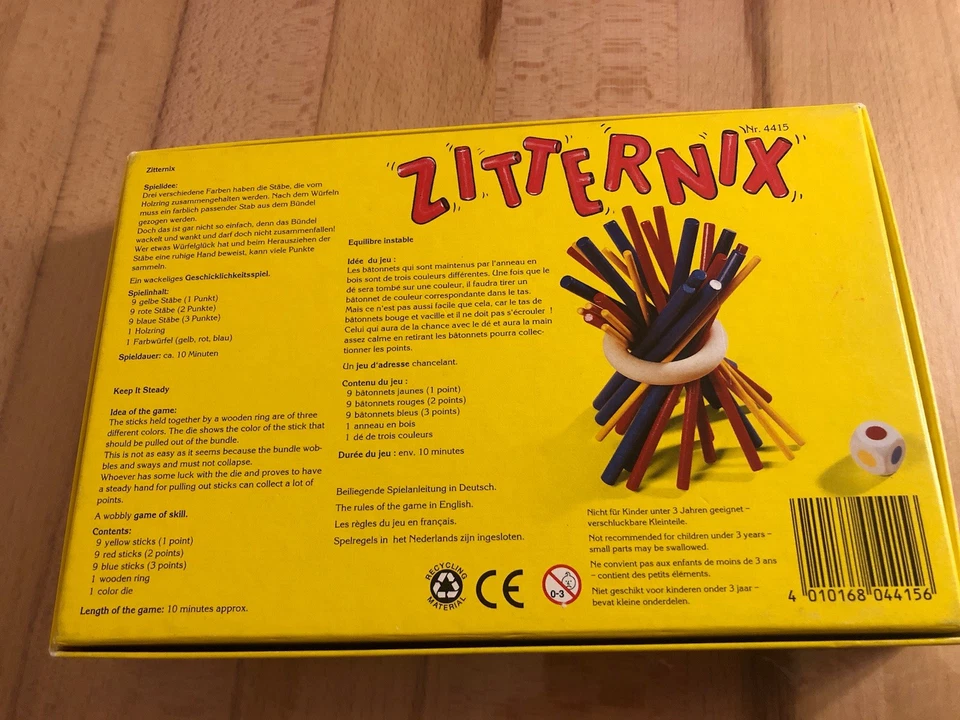 Nr. 4415
ZITTERNIX
Zitternix
Spielidee:
Drei verschiedene Farben haben die Stäbe, die vom
Holzring zusammengehalten werden. Nach dem Würfeln
muss ein farblich passender Stab aus dem Bündel
gezogen werden.
Doch das ist gar nicht so einfach, denn das Bündel
wackelt und wankt und darf doch nicht zusammenfallen!
Wer etwas Würfelglück hat und beim Herausziehen der
Stäbe eine ruhige Hand beweist, kann viele Punkte
sammeln.
Ein wackeliges Geschicklichkeitsspiel.
Spielinhalt:
9 gelbe Stäbe (1 Punkt)
9 rote Stäbe (2 Punkte)
9 blaue Stäbe (3 Punkte)
1 Holzring
1 Farbwürfel (gelb, rot, blau)
Spieldauer: ca. 10 Minuten
Keep It Steady
Idea of the game:
The sticks held together by a wooden ring are of three
different colors. The die shows the color of the stick that
should be pulled out of the bundle.
This is not as easy as it seems because the bundle wob-
bles and sways and must not collapse.
Whoever has some luck with the die and proves to have
a steady hand for pulling out sticks can collect a lot of
points.
A wobbly game of skill.
Contents:
9 yellow sticks (1 point)
9 red sticks (2 points)
9 blue sticks (3 points)
1 wooden ring
1 color die
Length of the game: 10 minutes approx.
Equilibre instable
Idée du jeu :
Les bâtonnets qui sont maintenus par l'anneau en
bois sont de trois couleurs différentes. Une fois que le
dé sera tombé sur une couleur, il faudra tirer un
bâtonnet de couleur correspondante dans le tas.
Mais ce n'est pas aussi facile que cela, car le tas de
bâtonnets bouge et vacille et il ne doit pas s'écrouler !
Celui qui aura de la chance avec le dé et aura la main
assez calme en retirant les bâtonnets pourra collec-
tionner les points.
Un jeu d'adresse chancelant.
Contenu du jeu :
9 bâtonnets jaunes (1 point)
9 bâtonnets rouges (2 points)
9 bâtonnets bleus (3 points)
1 anneau en bois
1 dé de trois couleurs
Durée du jeu : env. 10 minutes
Beiliegende Spielanleitung in Deutsch.
The rules of the game in English.
Les règles du jeu en français.
Spelregels in het Nederlands zijn ingesloten.
RECYCLING
MATERIAL
CE
0-3
Nicht für Kinder unter 3 Jahren geeignet –
verschluckbare Kleinteile.
Not recommended for children under 3 years –
small parts may be swallowed.
Ne convient pas aux enfants de moins de 3 ans
– contient des petits éléments.
Niet geschikt voor kinderen onder 3 jaar –
bevat kleine onderdelen.
4 010168 044156